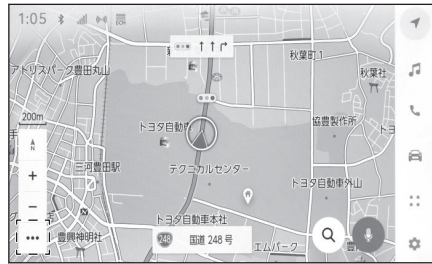 1:05
秋葉町1
アトリスパーク豊田丸山
秋葉社
200m
トヨタ自動車
協豊製作所
N
三河豊田駅
テクニカルセンター
トヨタ自動車外山
トヨタ自動車本社
豊興神明社
248 国道 248 号
エムパーク